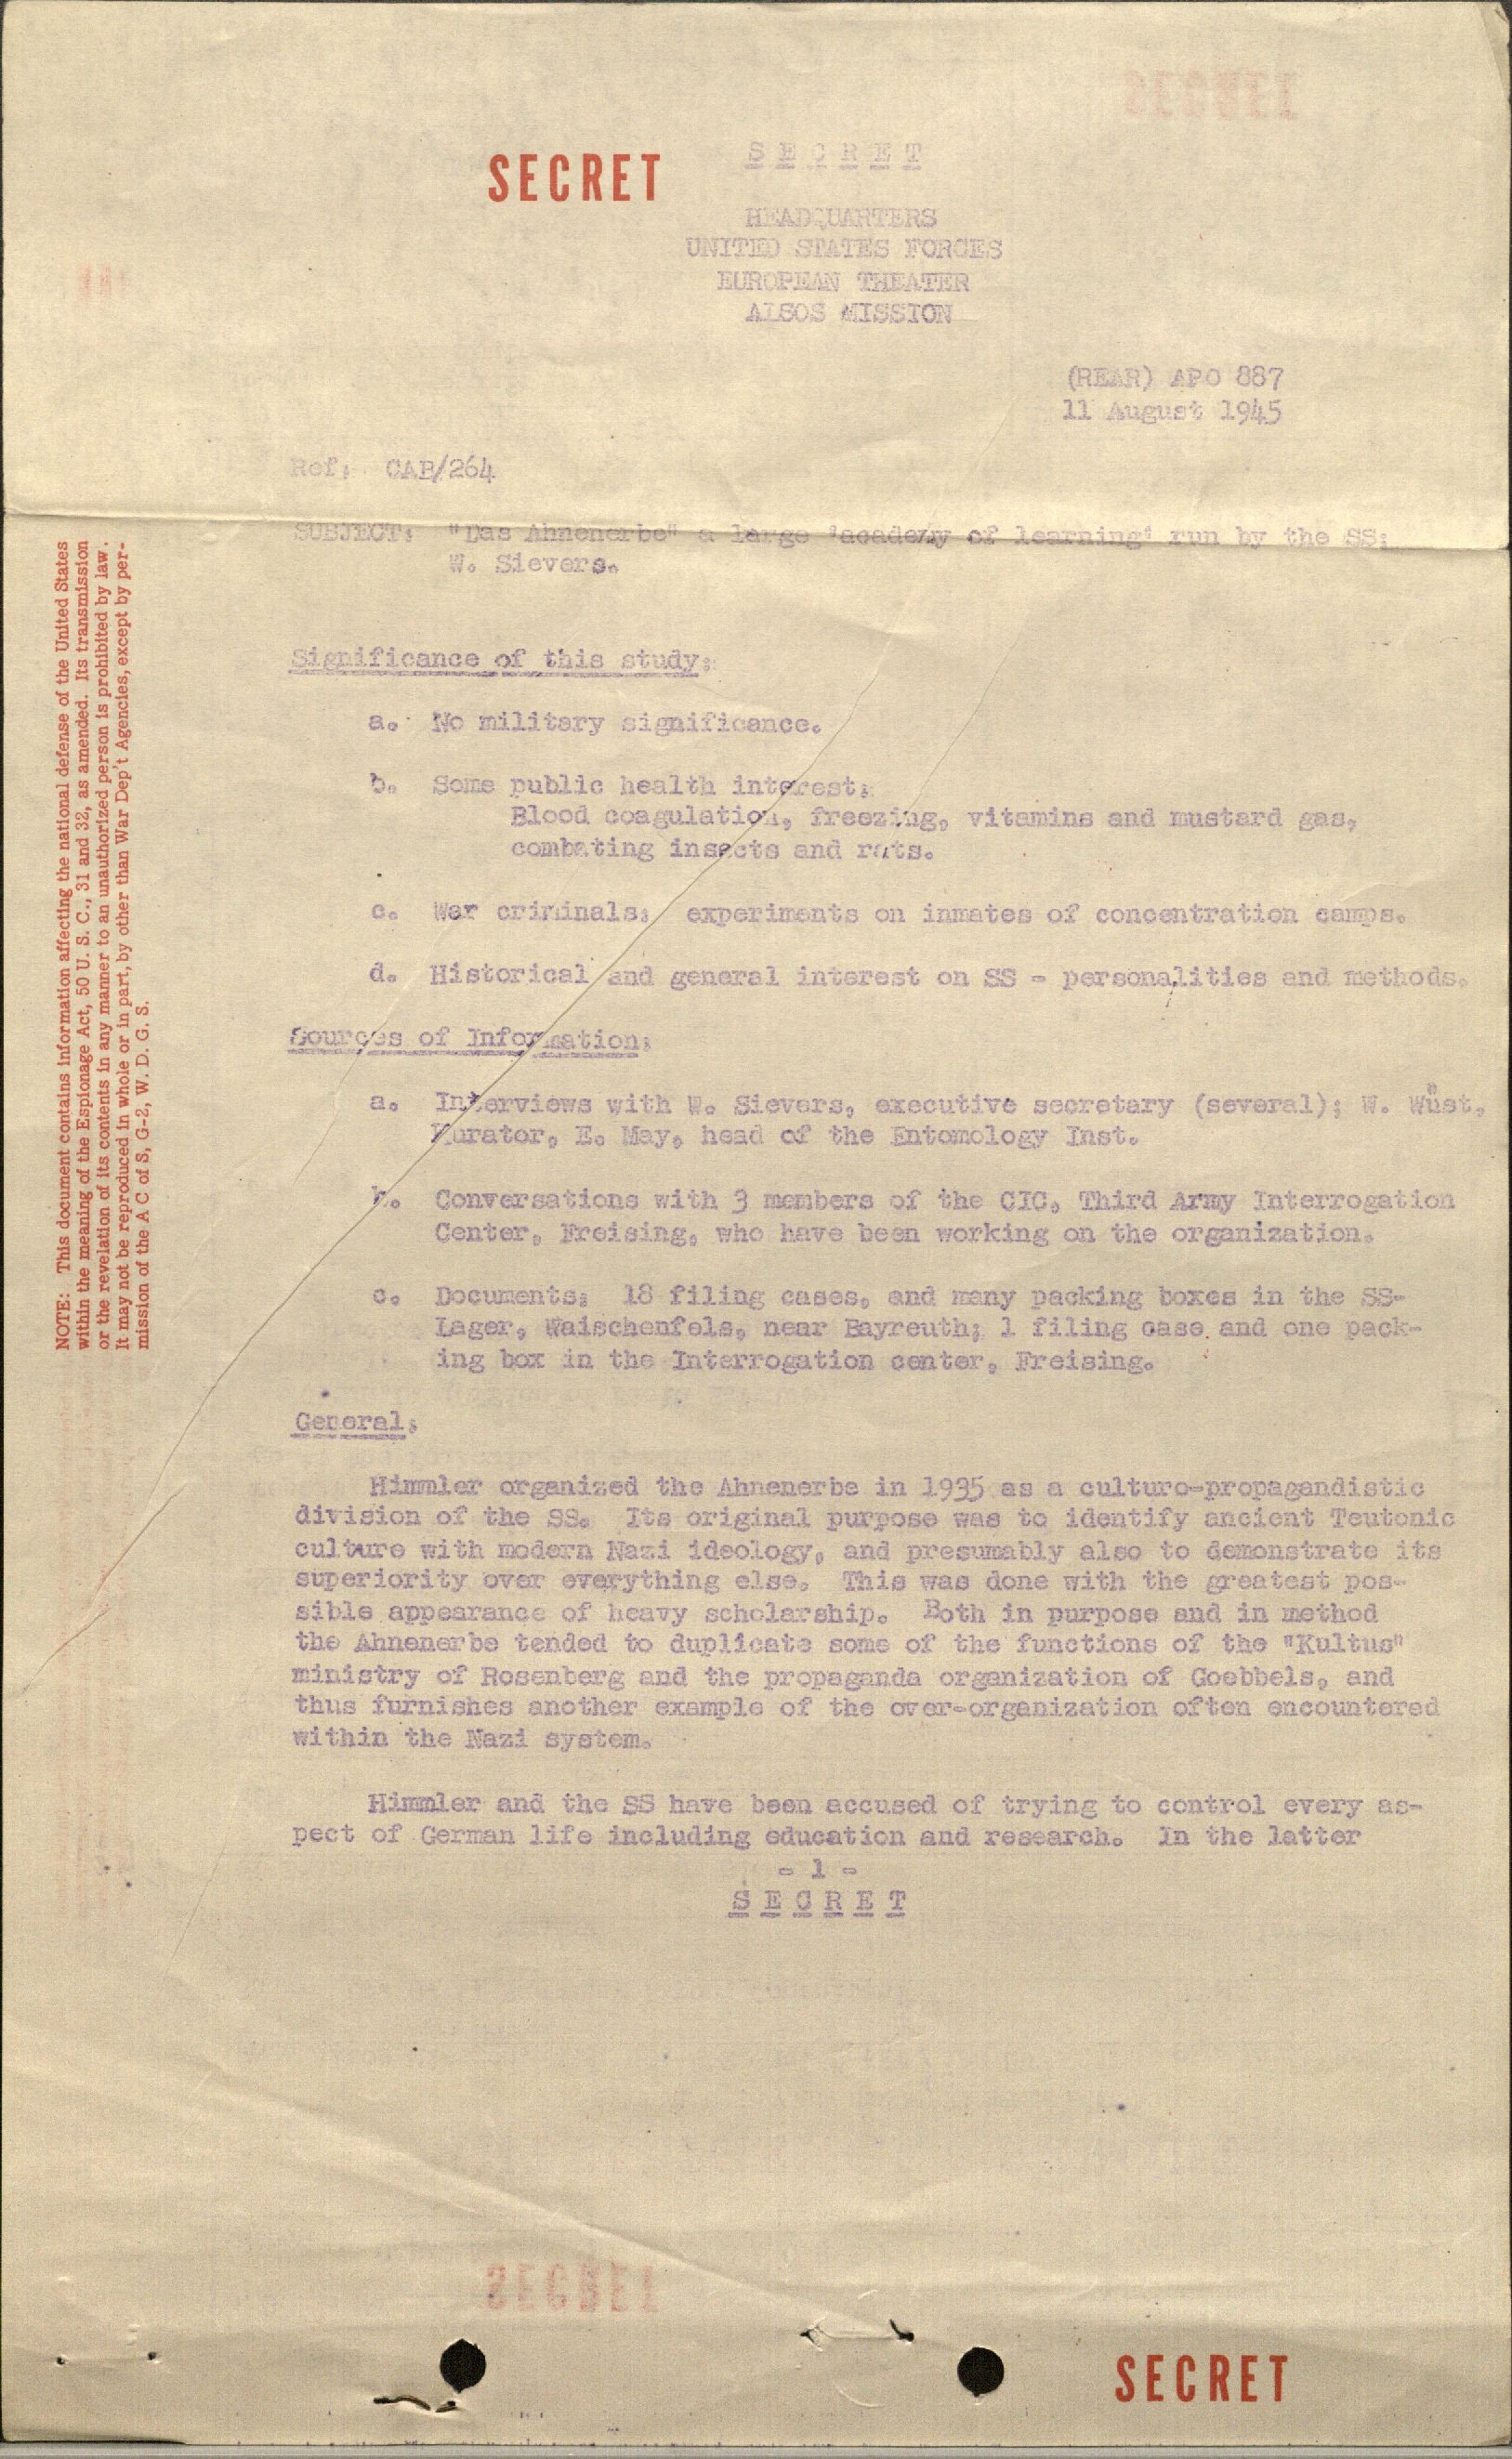 SECRET
S E C R E T
HEADQUARTERS
UNITED STATES FORCES
EUROPEAN THEATER
ALSOS MISSION
(REAR) APO 887
11 August 1945
Ref: CAB/264
SUBJECT: "Das Ahnenerbe" a large 'academy of learning' run by the SS;
W. Sievers.
Significance of this study:
a. No military significance.
b. Some public health interest:
Blood coagulation, freezing, vitamins and mustard gas,
combating insects and rats.
c. War criminals: experiments on inmates of concentration camps.
d. Historical and general interest on SS - personalities and methods.
Sources of Information:
a. Interviews with W. Sievers, executive secretary (several); W. Wüst,
Kurator, E. May, head of the Entomology Inst.
b. Conversations with 3 members of the CIC, Third Army Interrogation
Center, Freising, who have been working on the organization.
c. Documents: 18 filing cases, and many packing boxes in the SS-
Lager, Waischenfels, near Bayreuth; 1 filing case and one pack-
ing box in the Interrogation center, Freising.
General:
Himmler organized the Ahnenerbe in 1935 as a culturo-propagandistic
division of the SS. Its original purpose was to identify ancient Teutonic
culture with modern Nazi ideology, and presumably also to demonstrate its
superiority over everything else. This was done with the greatest pos-
sible appearance of heavy scholarship. Both in purpose and in method
the Ahnenerbe tended to duplicate some of the functions of the "Kultus"
ministry of Rosenberg and the propaganda organization of Goebbels, and
thus furnishes another example of the over-organization often encountered
within the Nazi system.
Himmler and the SS have been accused of trying to control every as-
pect of German life including education and research. In the latter
- 1 -
S E C R E T
SECRET
NOTE: This document contains information affecting the national defense of the United States
within the meaning of the Espionage Act, 50 U. S. C., 31 and 32, as amended. Its transmission
or the revelation of its contents in any manner to an unauthorized person is prohibited by law.
It may not be reproduced in whole or in part, by other than War Dep't Agencies, except by per-
mission of the A C of S, G-2, W. D. G. S.